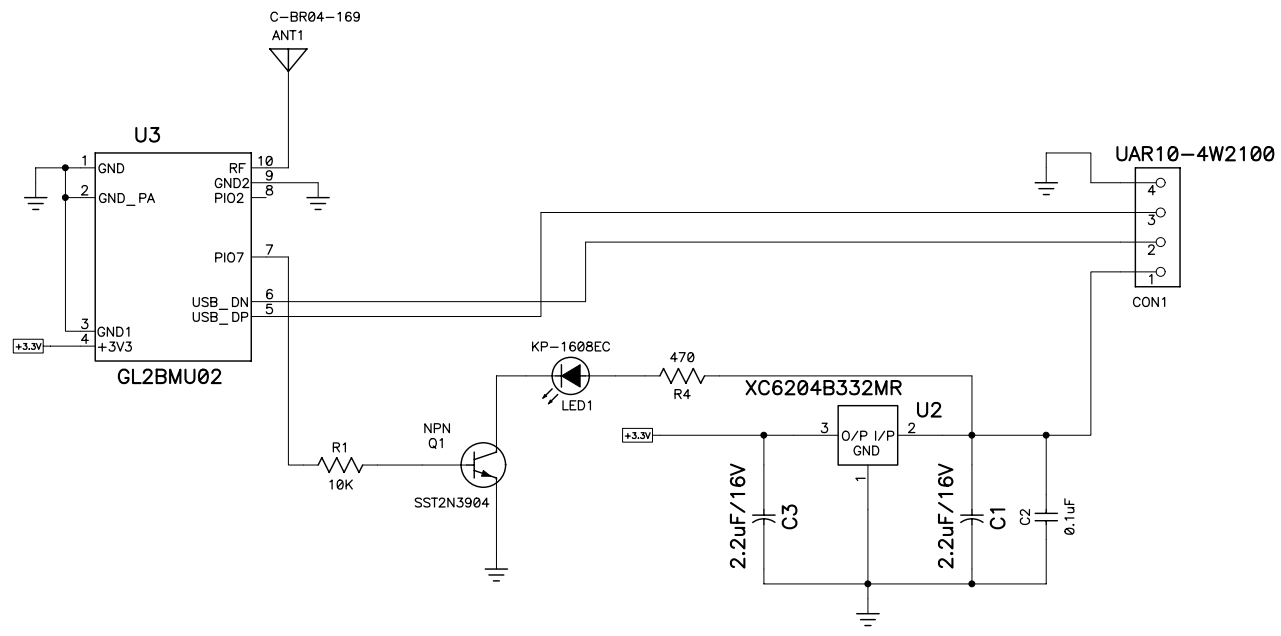 C-BR04-169
ANT1
U3
1
GND
2
GND_PA
3
GND1
4
+3V3
+3.3V
RF
10
GND2
9
PIO2
8
PIO7
7
USB_DN
6
USB_DP
5
GL2BMU02
UAR10-4W2100
4
3
2
1
CON1
KP-1608EC
LED1
470
R4
NPN
Q1
SST2N3904
R1
10K
XC6204B332MR
U2
+3.3V
3
O/P I/P
GND
2
1
2.2uF/16V
C3
2.2uF/16V
C1
C2
0.1uF